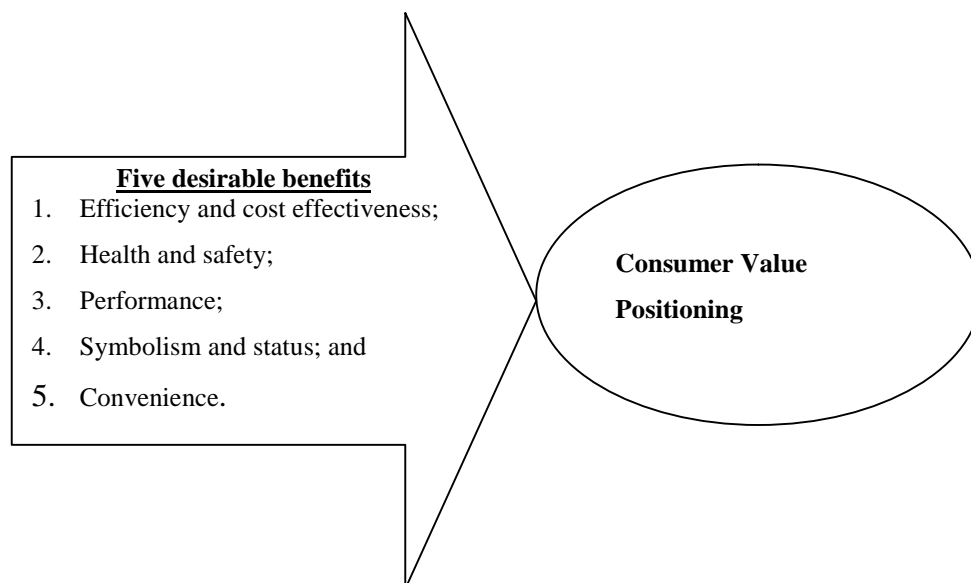 Five desirable benefits
1. Efficiency and cost effectiveness;
2. Health and safety;
3. Performance;
4. Symbolism and status; and
5. Convenience.
Consumer Value
Positioning